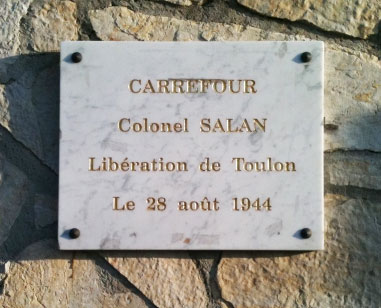 CARREFOUR
Colonel SALAN
Libération de Toulon
Le 28 août 1944